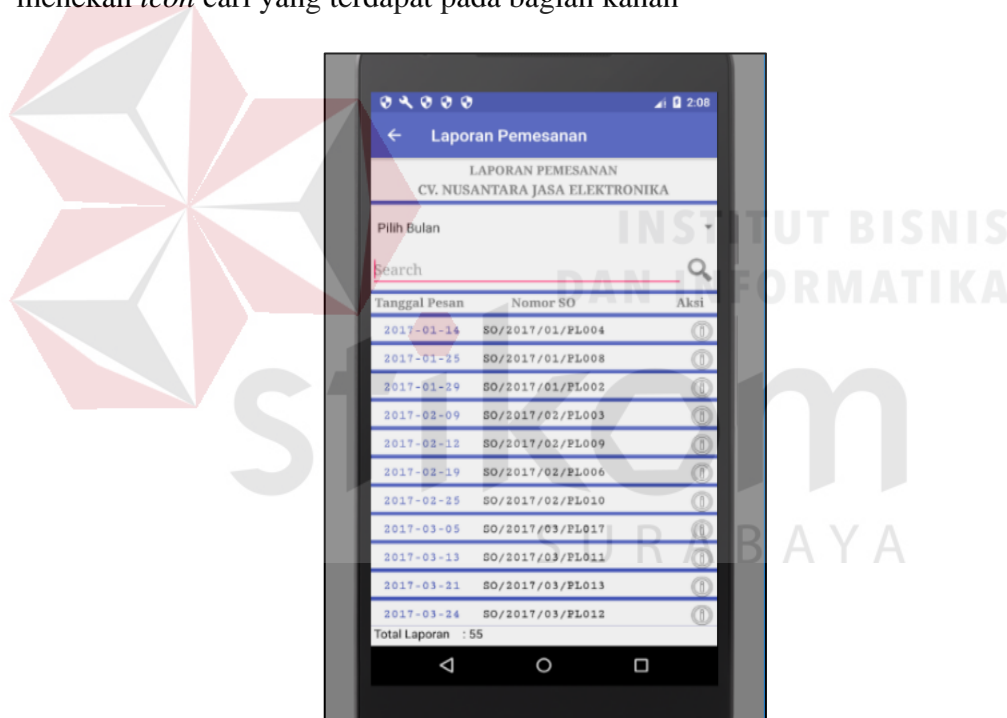 menekan icon cari yang terdapat pada bagian kanan
2:08
Laporan Pemesanan
LAPORAN PEMESANAN
CV. NUSANTARA JASA ELEKTRONIKA
Pilih Bulan
Search
Tanggal Pesan Nomor SO Aksi
2017-01-14 SO/2017/01/PL004
2017-01-25 SO/2017/01/PL008
2017-01-29 SO/2017/01/PL002
2017-02-09 SO/2017/02/PL003
2017-02-12 SO/2017/02/PL009
2017-02-19 SO/2017/02/PL006
2017-02-25 SO/2017/02/PL010
2017-03-05 SO/2017/03/PL017
2017-03-13 SO/2017/03/PL011
2017-03-21 SO/2017/03/PL013
2017-03-24 SO/2017/03/PL012
Total Laporan : 55
INSTITUT BISNIS
DAN INFORMATIKA
stikom
SURABAYA